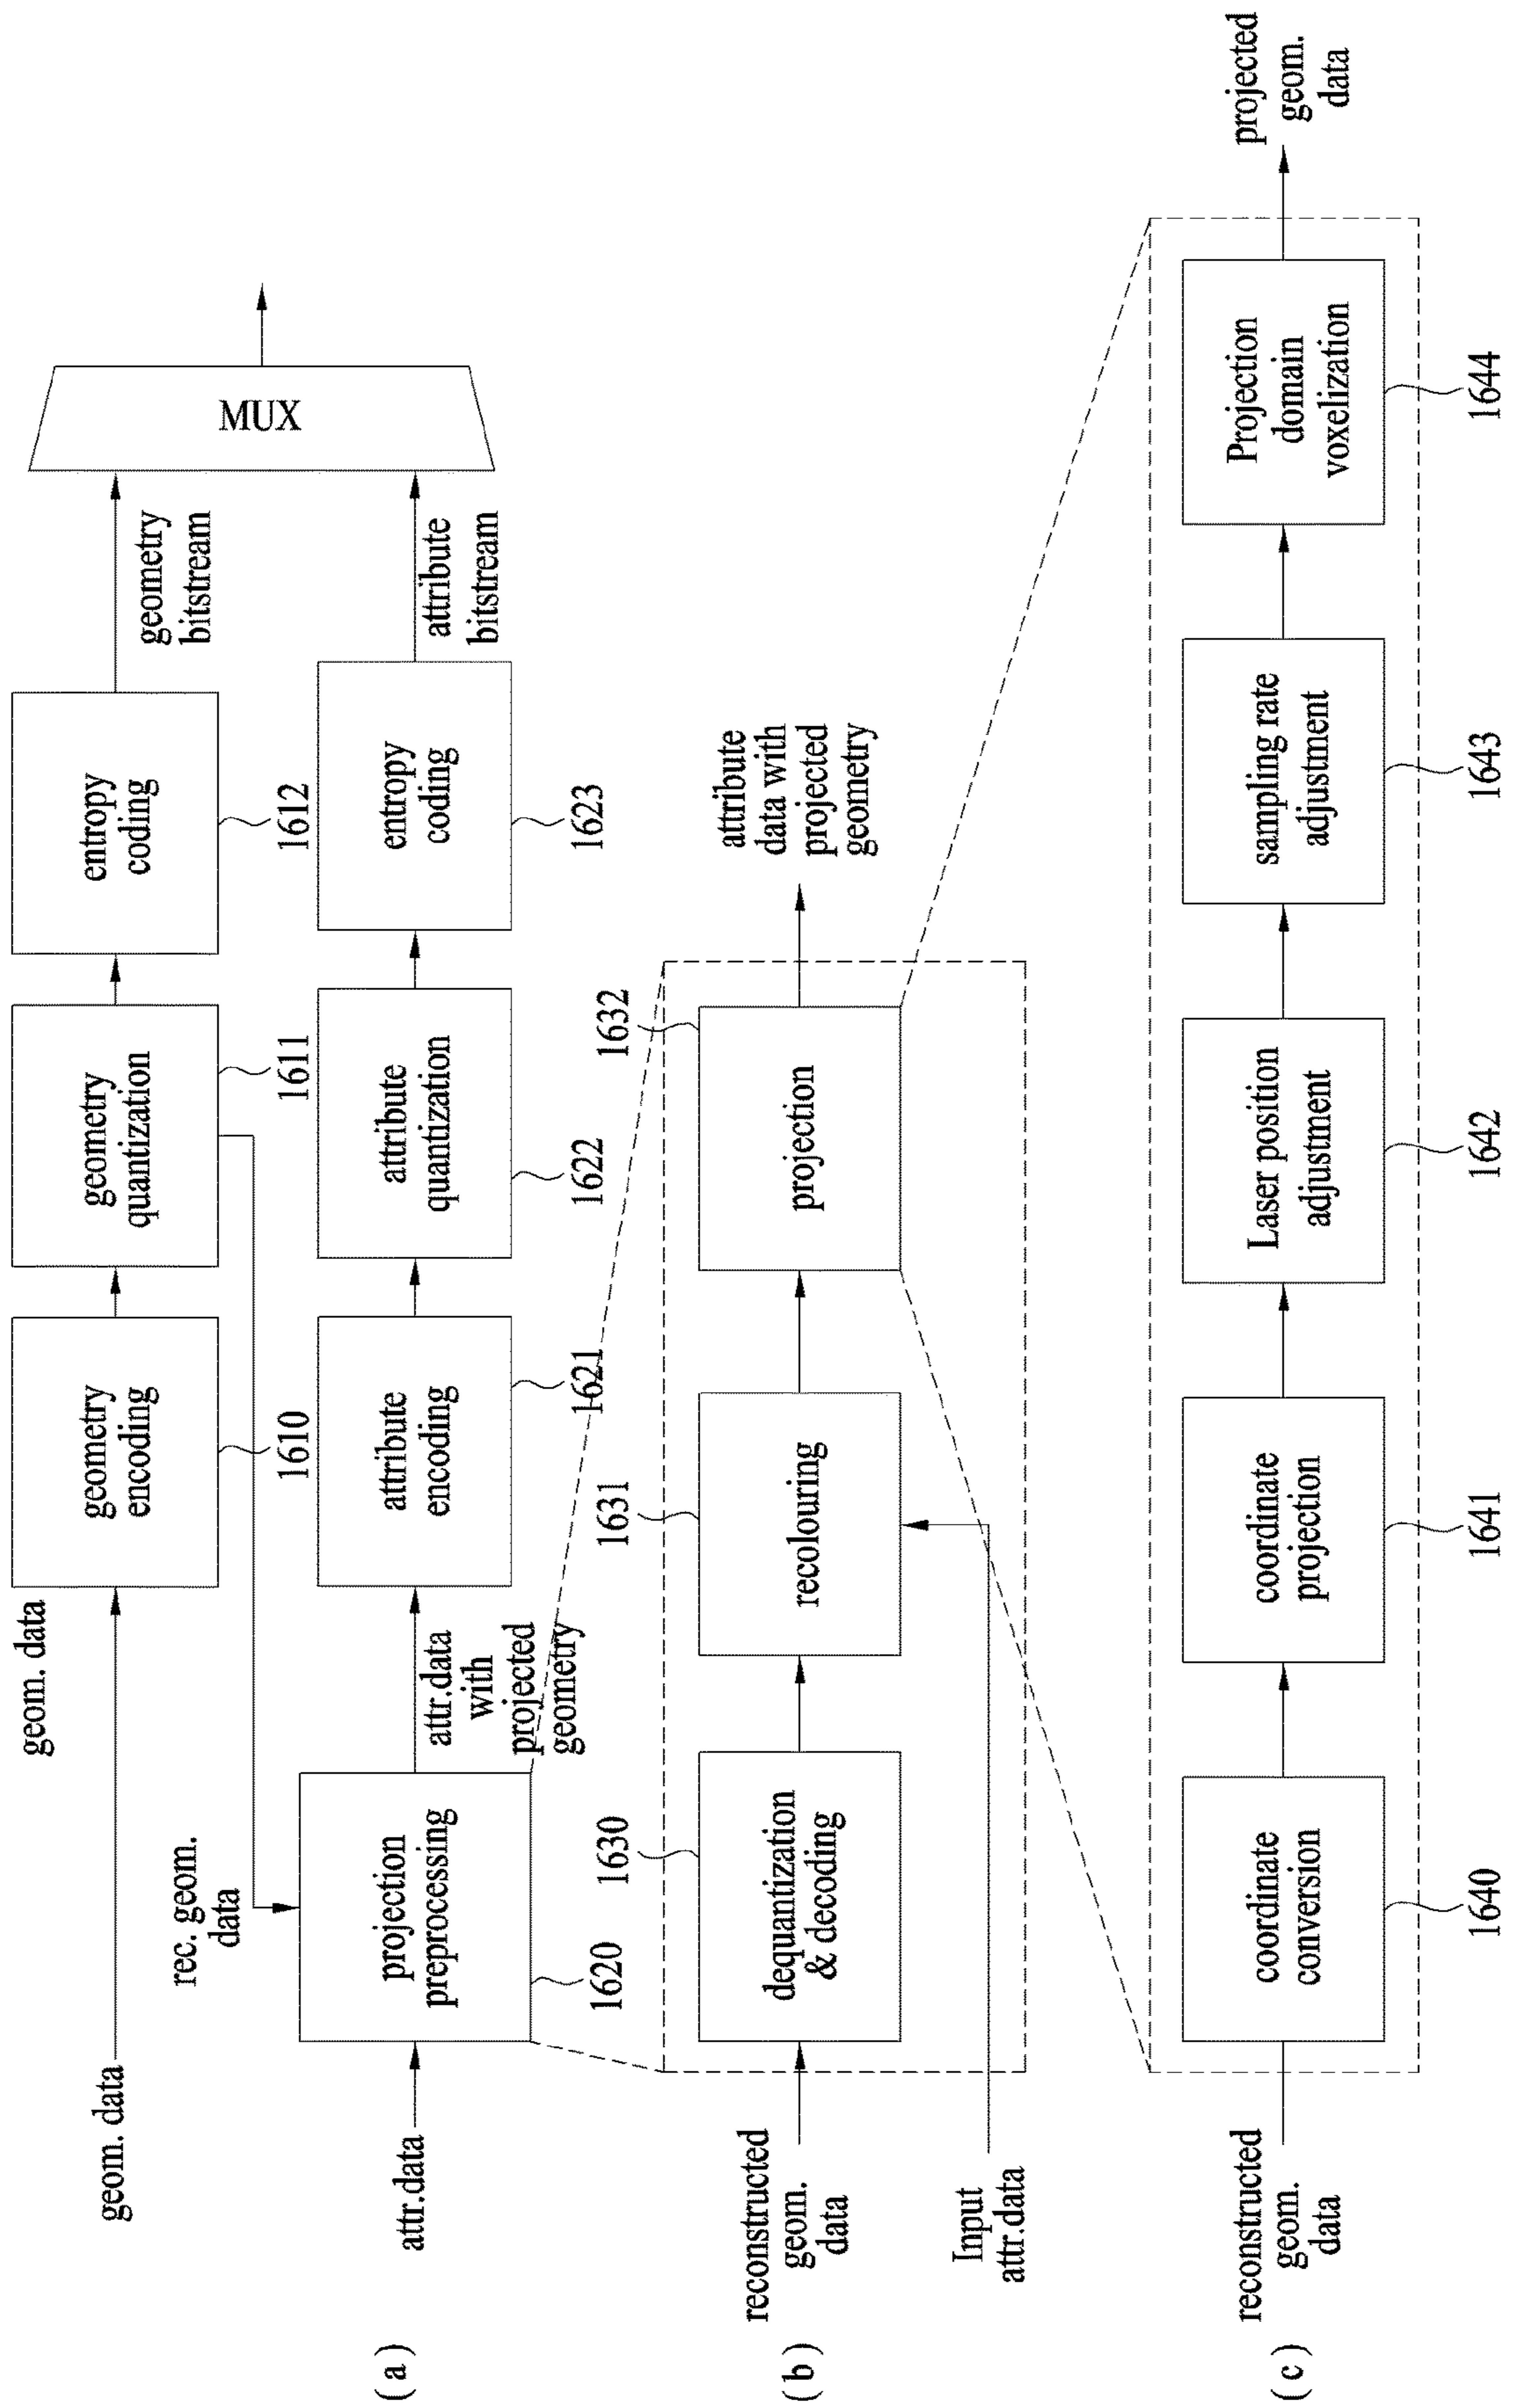 geom. data
geom. data
geometry
encoding
1610
geometry
quantization
1611
entropy
coding
1612
geometry
bitstream
MUX
rec. geom.
data
( a )
attr.data
projection
preprocessing
1620
attr.data
with
projected
geometry
attribute
encoding
1621
attribute
quantization
1622
entropy
coding
1623
attribute
bitstream
( b )
reconstructed
geom.
data
Input
attr.data
dequantization
& decoding
1630
recolouring
1631
projection
1632
attribute
data with
projected
geometry
( c )
reconstructed
geom.
data
coordinate
conversion
1640
coordinate
projection
1641
Laser position
adjustment
1642
sampling rate
adjustment
1643
Projection
domain
voxelization
1644
projected
geom.
data